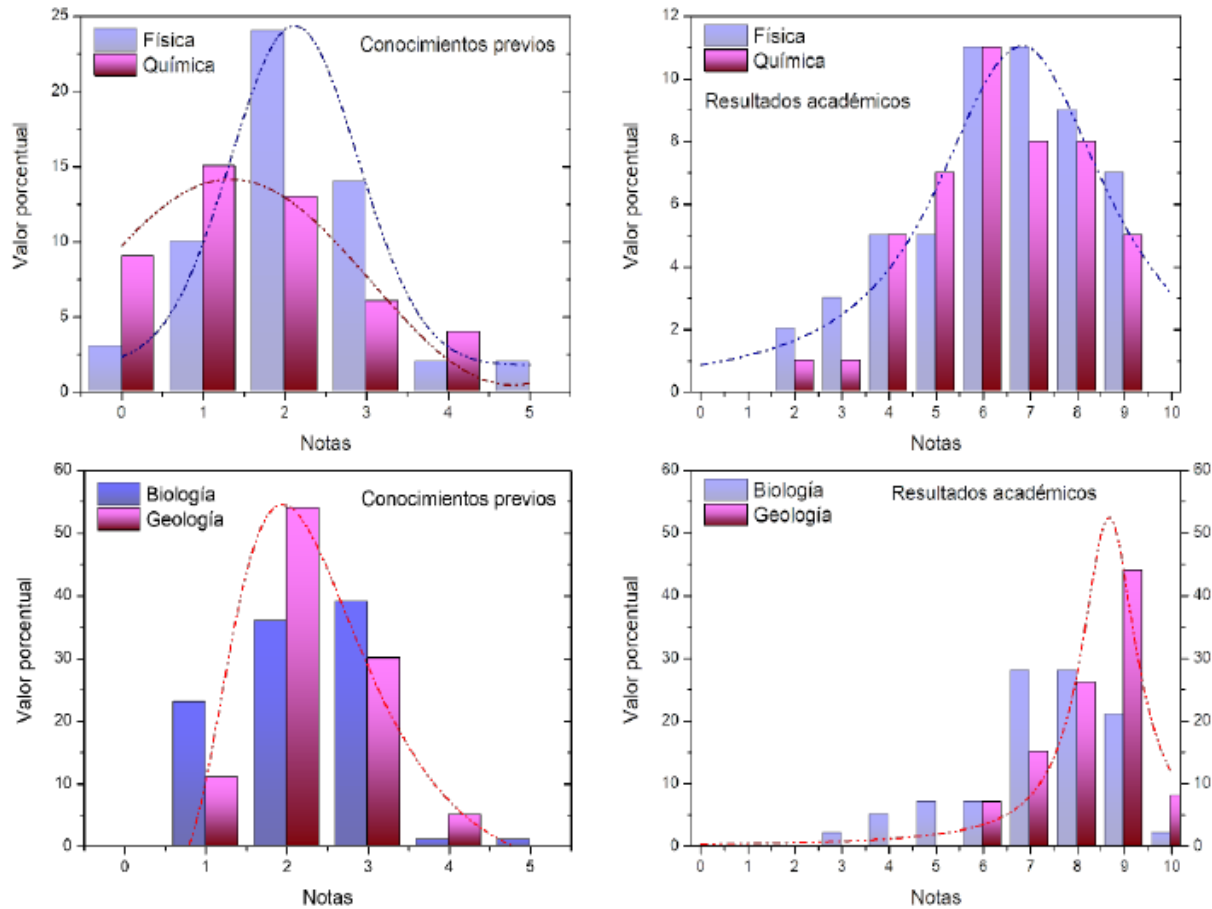 25
20
15
10
5
0
Valor porcentual
Física
Química
Conocimientos previos
0 1 2 3 4 5
Notas
12
10
8
6
4
2
0
Valor porcentual
Física
Química
Resultados académicos
0 1 2 3 4 5 6 7 8 9 10
Notas
60
50
40
30
20
10
0
Valor porcentual
Biología
Geología
Conocimientos previos
0 1 2 3 4 5
Notas
60
50
40
30
20
10
0
Valor porcentual
Biología
Geología
Resultados académicos
60
50
40
30
20
10
0
0 1 2 3 4 5 6 7 8 9 10
Notas